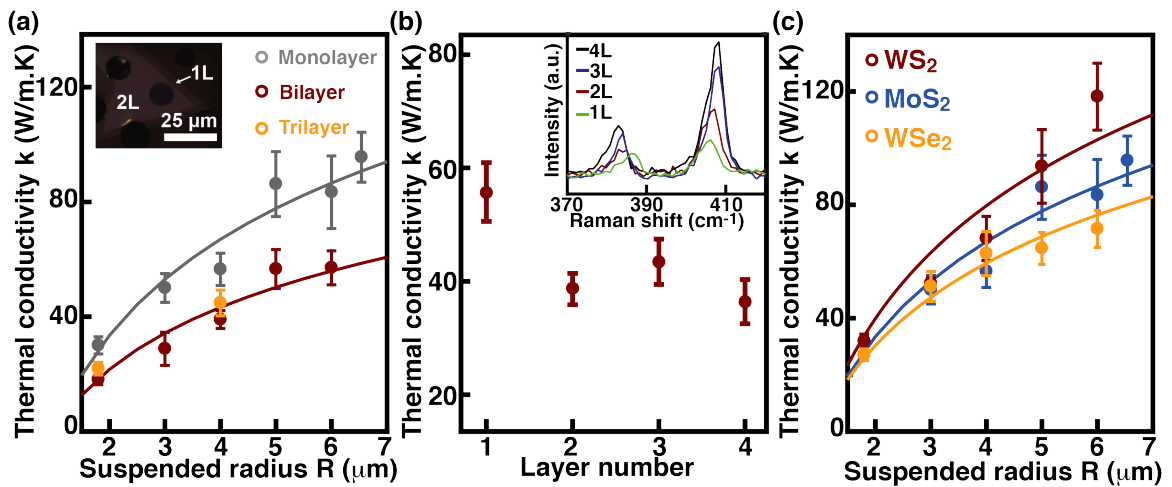 (a)
Thermal conductivity k (W/m.K)
120
80
40
0
1L
2L
25 µm
Monolayer
Bilayer
Trilayer
2 3 4 5 6 7
Suspended radius R (µm)
(b)
Thermal conductivity k (W/m.K)
80
60
40
20
Intensity (a.u.)
4L
3L
2L
1L
370 390 410
Raman shift (cm-1)
1 2 3 4
Layer number
(c)
Thermal conductivity k (W/m.K)
120
80
40
0
WS2
MoS2
WSe2
2 3 4 5 6 7
Suspended radius R (µm)